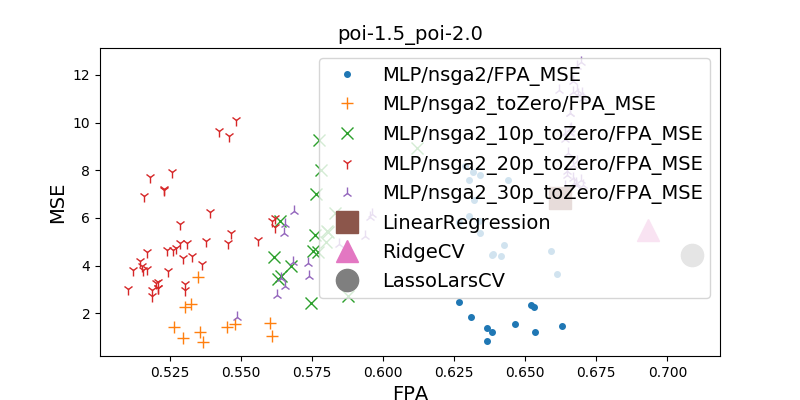 poi-1.5_poi-2.0
MSE
12
10
8
6
4
2
MLP/nsga2/FPA_MSE
MLP/nsga2_toZero/FPA_MSE
MLP/nsga2_10p_toZero/FPA_MSE
MLP/nsga2_20p_toZero/FPA_MSE
MLP/nsga2_30p_toZero/FPA_MSE
LinearRegression
RidgeCV
LassoLarsCV
0.525 0.550 0.575 0.600 0.625 0.650 0.675 0.700
FPA